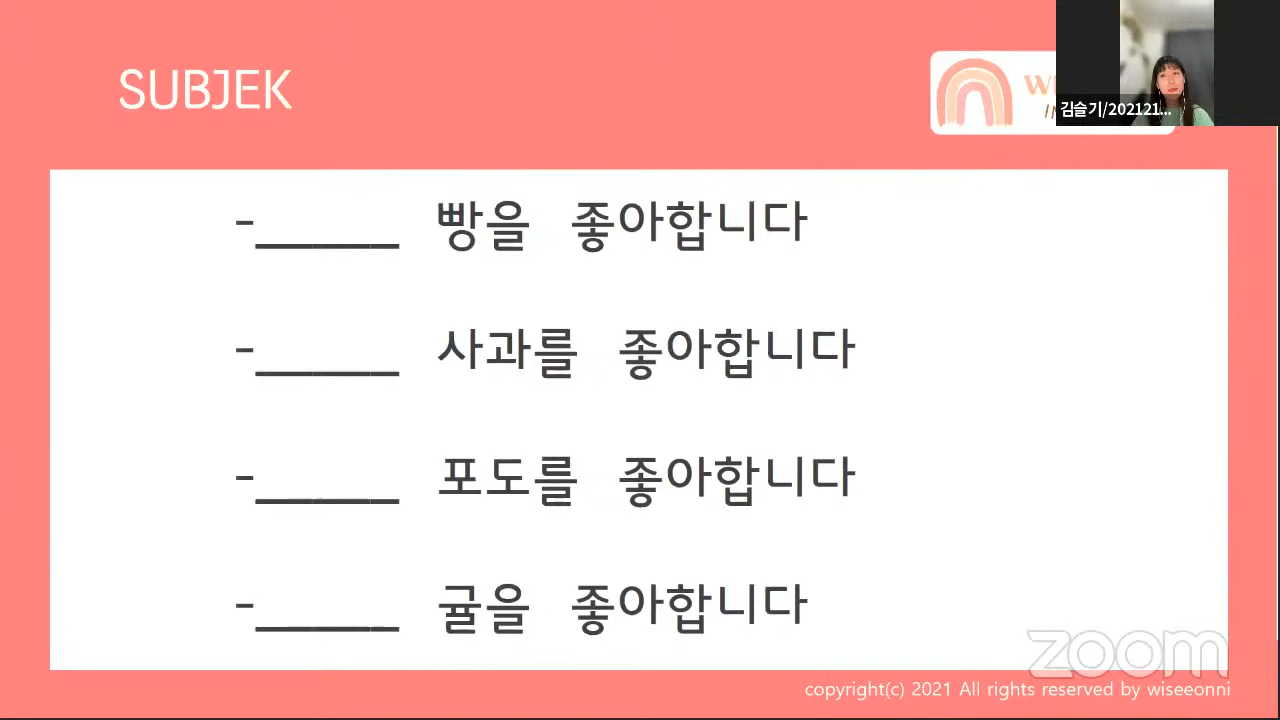 SUBJEK
김슬기/202121...
-______ 빵을 좋아합니다
-______ 사과를 좋아합니다
-______ 포도를 좋아합니다
-______ 귤을 좋아합니다
zoom
copyright(c) 2021 All rights reserved by wiseeonni